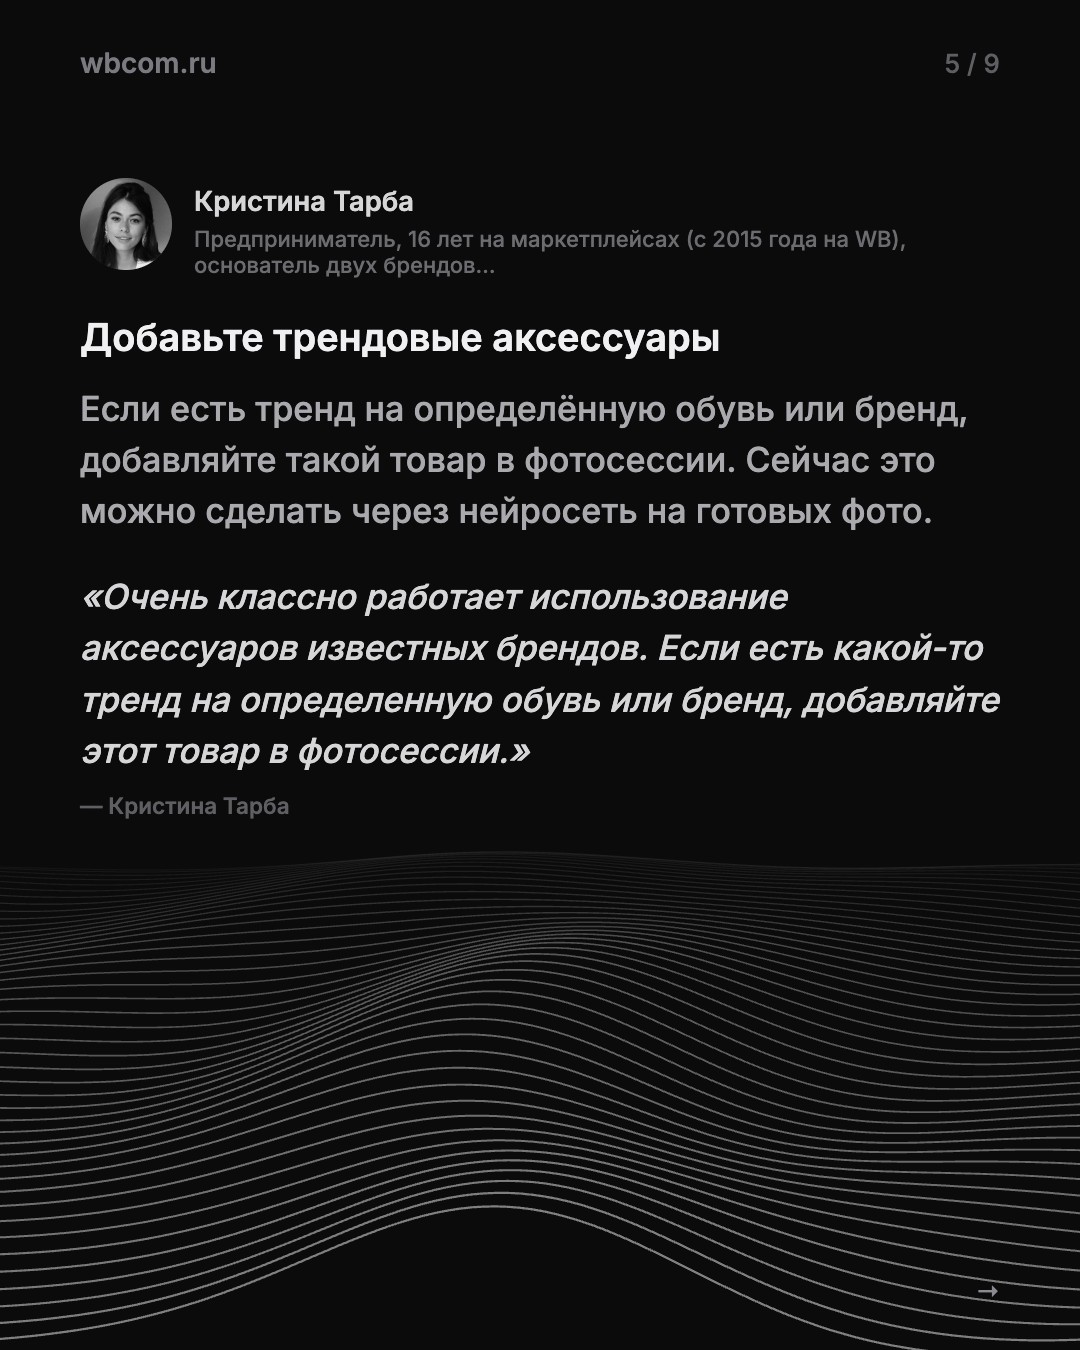 wbcom.ru
5 / 9
Кристина Тарба
Предприниматель, 16 лет на маркетплейсах (с 2015 года на WB),
основатель двух брендов...
Добавьте трендовые аксессуары
Если есть тренд на определённую обувь или бренд,
добавляйте такой товар в фотосессии. Сейчас это
можно сделать через нейросеть на готовых фото.
«Очень классно работает использование
аксессуаров известных брендов. Если есть какой-то
тренд на определенную обувь или бренд, добавляйте
этот товар в фотосессии.»
— Кристина Тарба
→